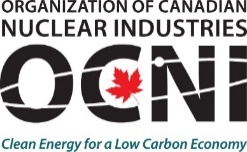 ORGANIZATION OF CANADIAN
NUCLEAR INDUSTRIES
OCNI
Clean Energy for a Low Carbon Economy